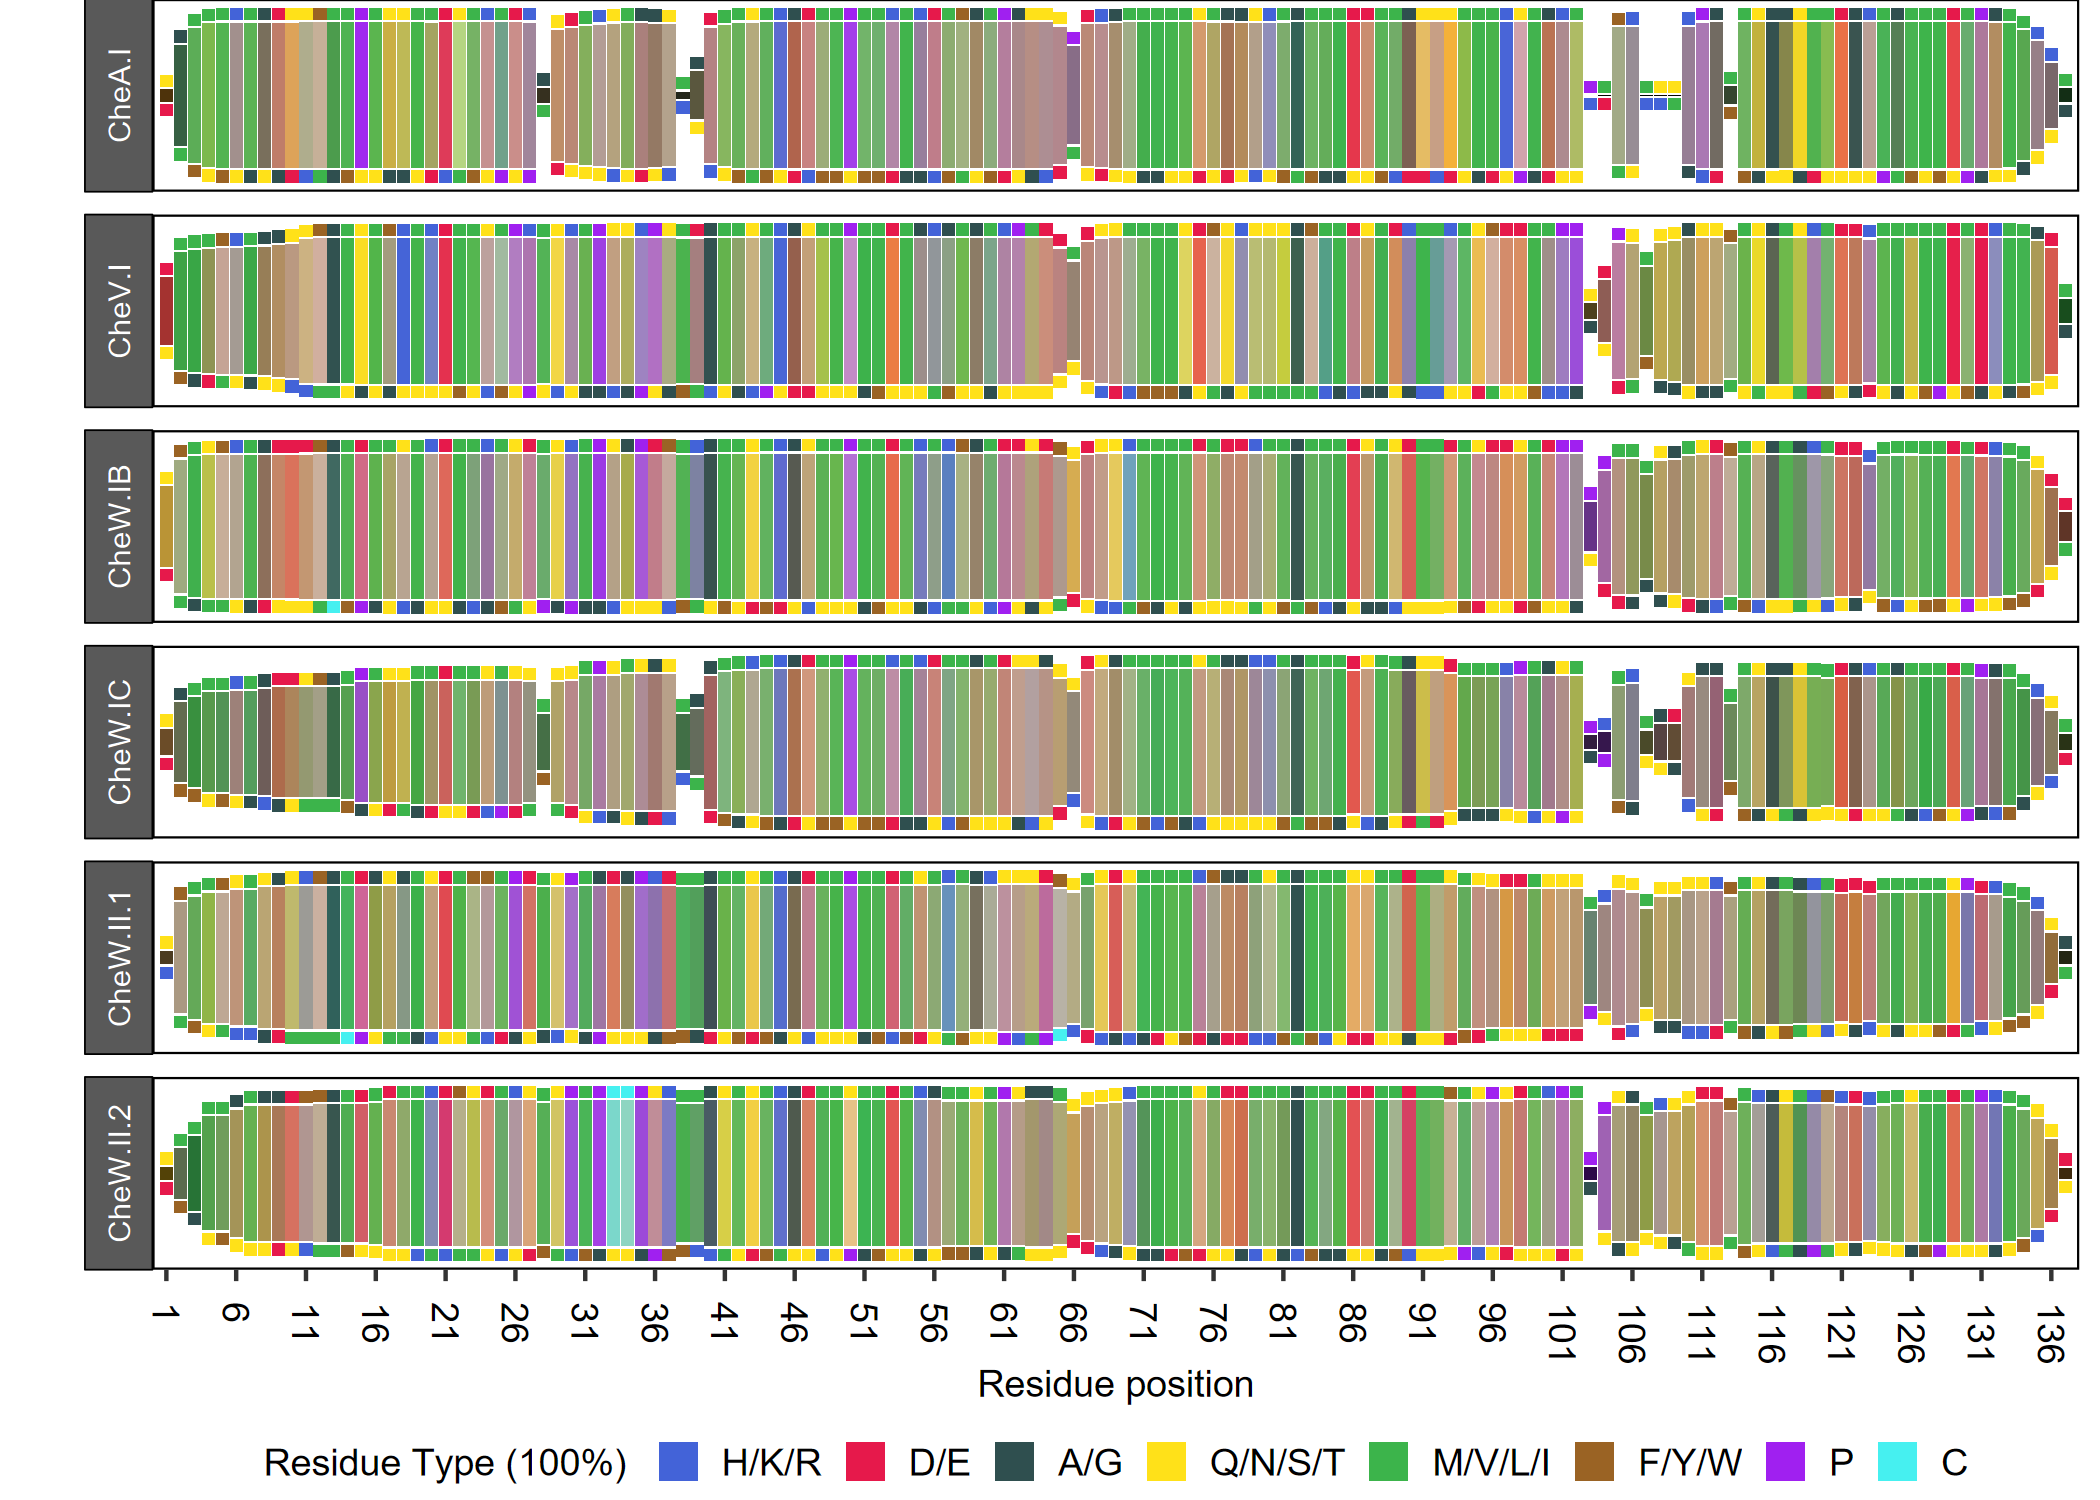 CheA.I
CheV.I
CheW.IB
CheW.IC
CheW.II.1
CheW.II.2
1 6 11 16 21 26 31 36 41 46 51 56 61 66 71 76 81 86 91 96 101 106 111 116 121 126 131 136
Residue position
Residue Type (100%) H/K/R D/E A/G Q/N/S/T M/V/L/I F/Y/W P C